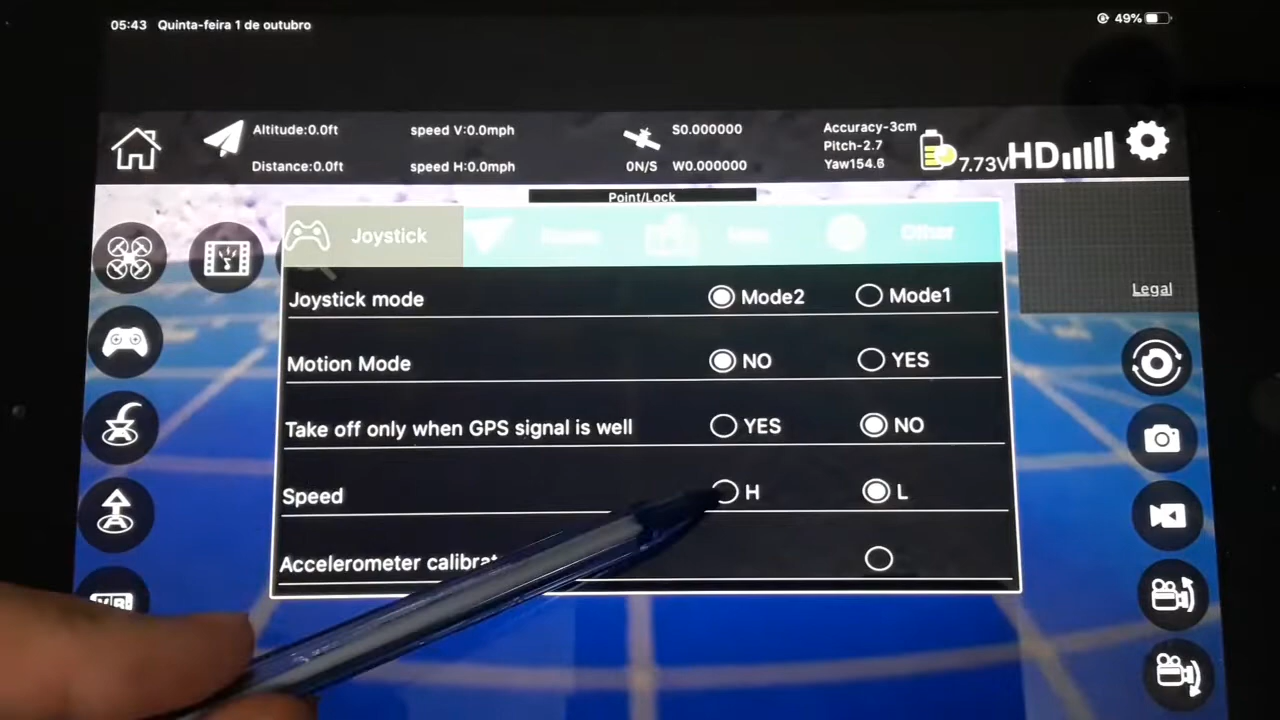 05:43 Quinta-feira 1 de outubro
49%
Altitude:0.0ft
speed V:0.0mph
S0.000000
Accuracy-3cm
Distance:0.0ft
speed H:0.0mph
0N/S
W0.000000
Pitch-2.7
Yaw154.6
7.73V
HD
Point/Lock
Joystick
Other
Legal
Joystick mode
Mode2
Mode1
Motion Mode
NO
YES
Take off only when GPS signal is well
YES
NO
Speed
H
L
Accelerometer calibrat